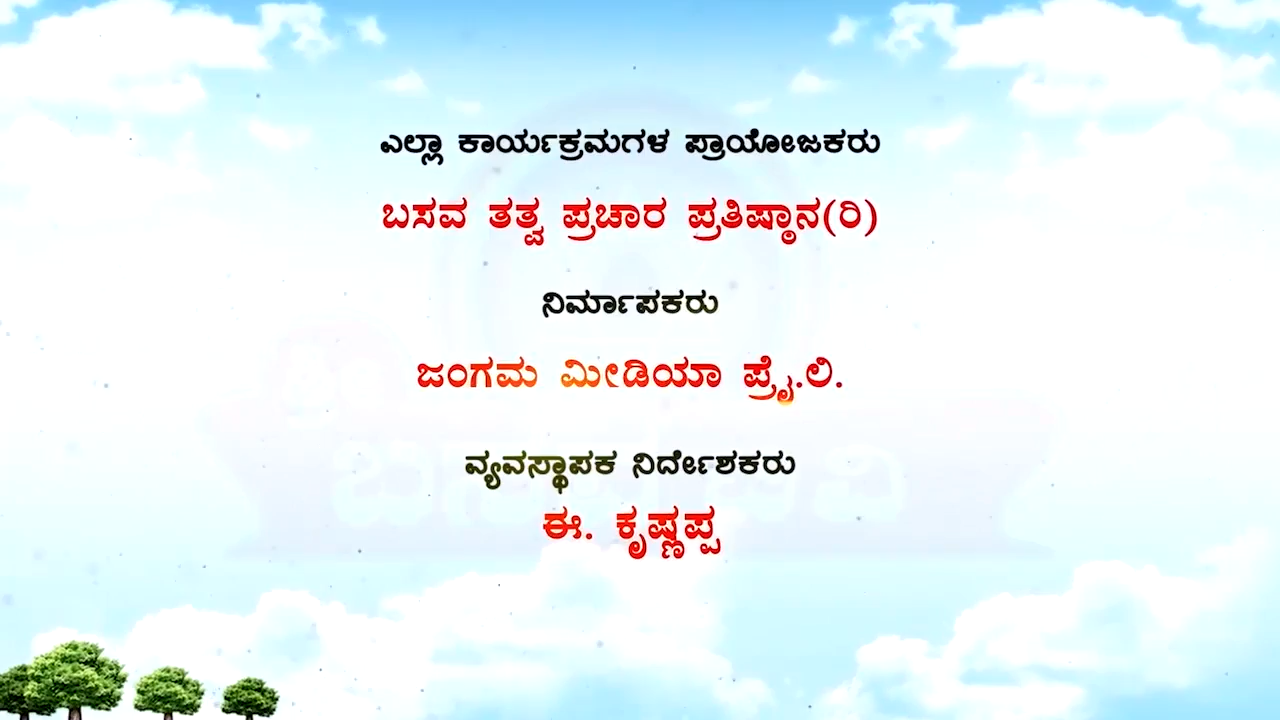 ಎಲ್ಲಾ ಕಾರ್ಯಕ್ರಮಗಳ ಪ್ರಾಯೋಜಕರು
ಬಸವ ತತ್ವ ಪ್ರಚಾರ ಪ್ರತಿಷ್ಠಾನ(ರಿ)
ನಿರ್ಮಾಪಕರು
ಜಂಗಮ ಮೀಡಿಯಾ ಪ್ರೈ.ಲಿ.
ವ್ಯವಸ್ಥಾಪಕ ನಿರ್ದೇಶಕರು
ಈ. ಕೃಷ್ಣಪ್ಪ